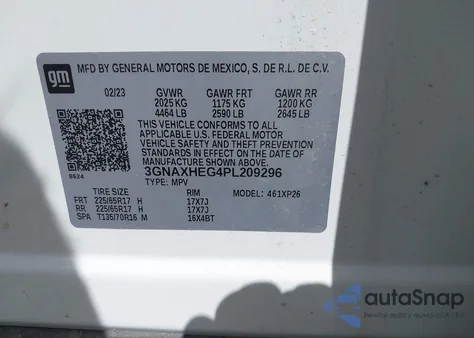 gm MFD BY GENERAL MOTORS DE MEXICO, S. DE R.L. DE C.V.
02/23 GVWR GAWR FRT GAWR RR
2025 KG 1175 KG 1200 KG
4464 LB 2590 LB 2645 LB
THIS VEHICLE CONFORMS TO ALL
APPLICABLE U.S. FEDERAL MOTOR
VEHICLE SAFETY AND THEFT
PREVENTION STANDARDS IN EFFECT ON
THE DATE OF MANUFACTURE SHOWN ABOVE.
8624
3GNAXHEG4PL209296
TYPE: MPV MODEL: 461XP26
TIRE SIZE RIM
FRT 225/65R17 H 17X7J
RR 225/65R17 H 17X7J
SPA T135/70R16 M 16X4BT
autoSnap